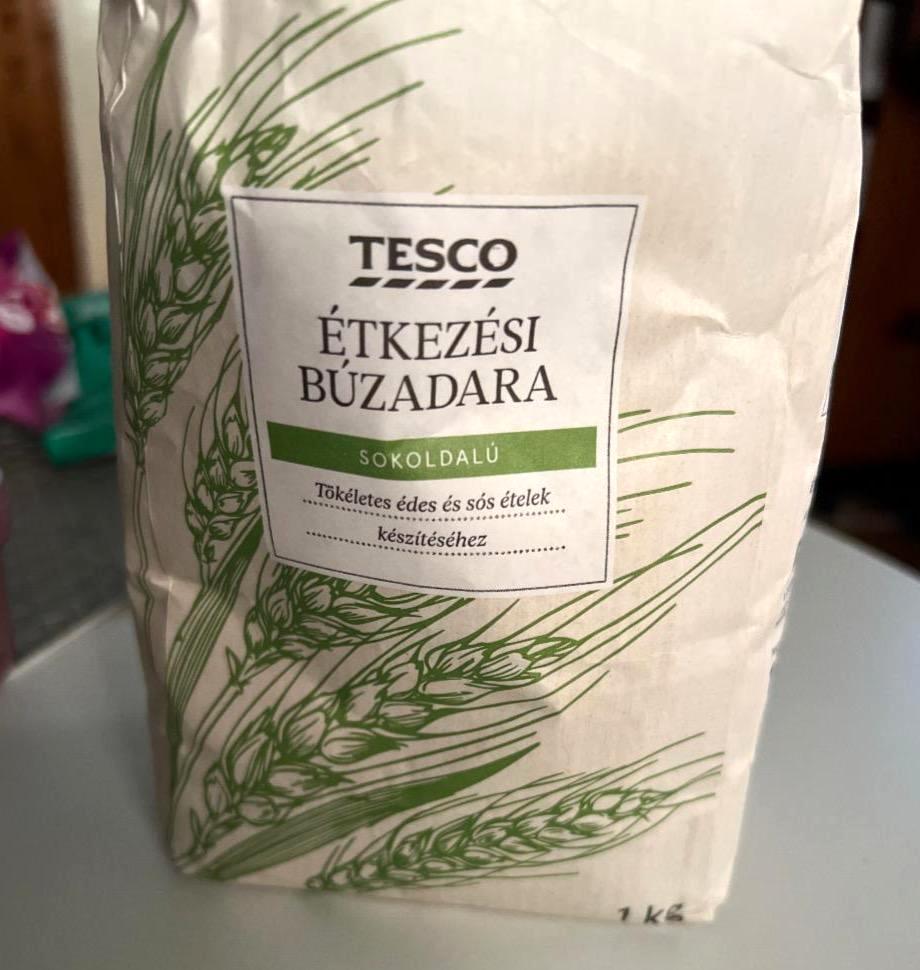 TESCO
ÉTKEZÉSI
BÚZADARA
SOKOLDALÚ
Tökéletes édes és sós ételek
készítéséhez
1 kg